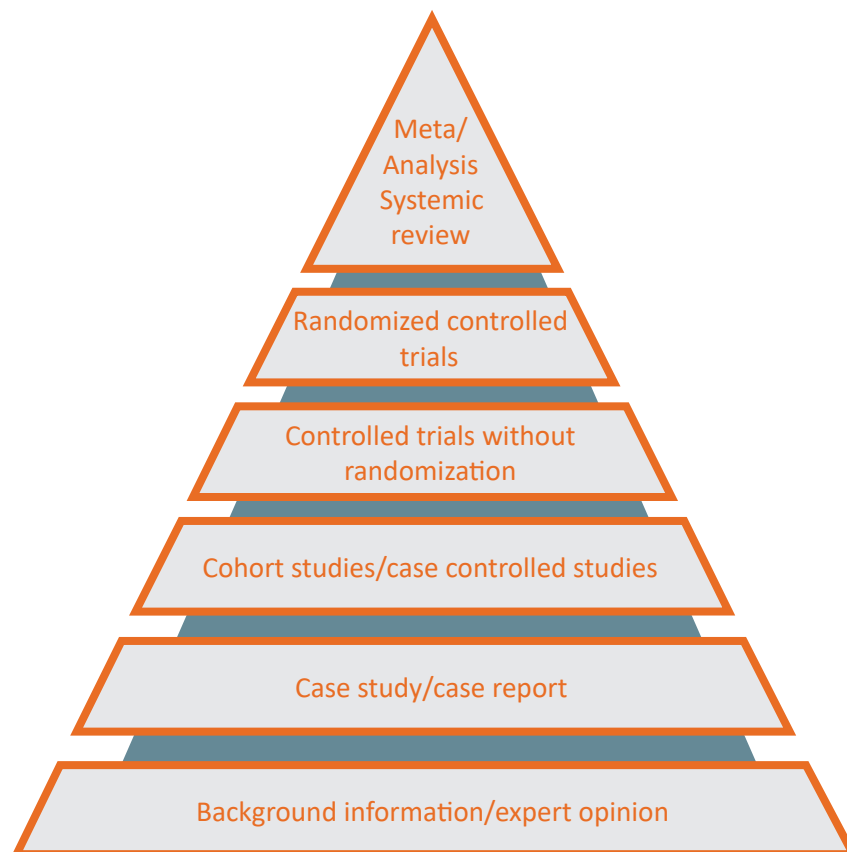 Meta/
Analysis
Systemic
review
Randomized controlled
trials
Controlled trials without
randomization
Cohort studies/case controlled studies
Case study/case report
Background information/expert opinion